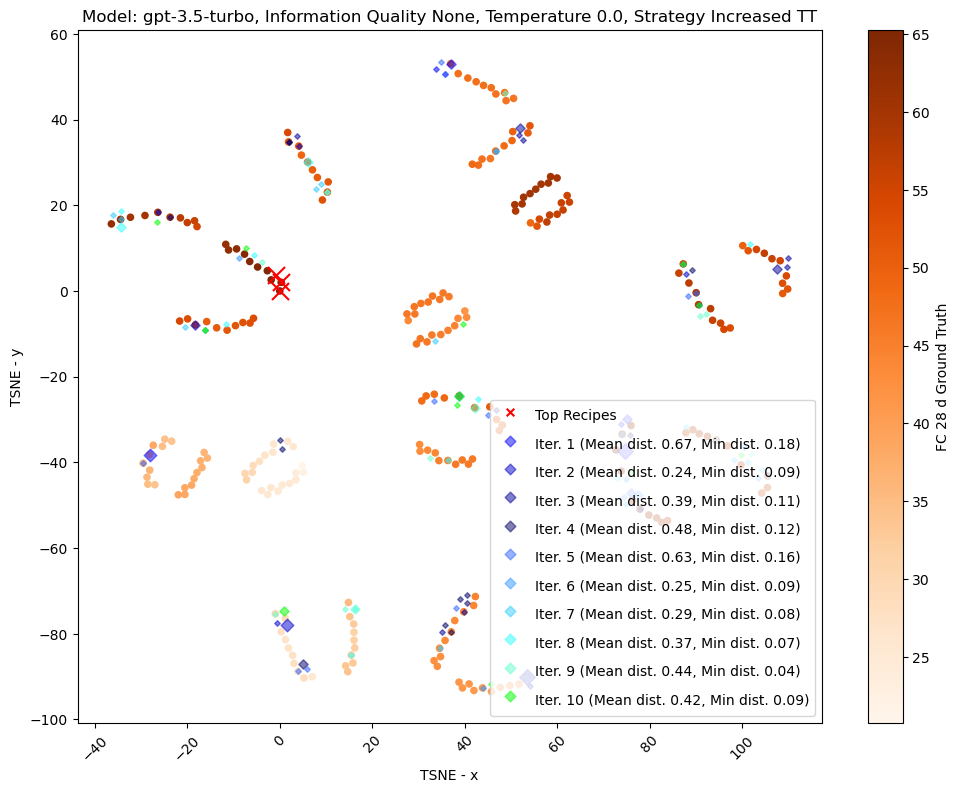 Model: gpt-3.5-turbo, Information Quality None, Temperature 0.0, Strategy Increased TT
60
40
20
0
−20
−40
−60
−80
−100
TSNE - y
−40
−20
0
20
40
60
80
100
TSNE - x
Top Recipes
Iter. 1 (Mean dist. 0.67, Min dist. 0.18)
Iter. 2 (Mean dist. 0.24, Min dist. 0.09)
Iter. 3 (Mean dist. 0.39, Min dist. 0.11)
Iter. 4 (Mean dist. 0.48, Min dist. 0.12)
Iter. 5 (Mean dist. 0.63, Min dist. 0.16)
Iter. 6 (Mean dist. 0.25, Min dist. 0.09)
Iter. 7 (Mean dist. 0.29, Min dist. 0.08)
Iter. 8 (Mean dist. 0.37, Min dist. 0.07)
Iter. 9 (Mean dist. 0.44, Min dist. 0.04)
Iter. 10 (Mean dist. 0.42, Min dist. 0.09)
65
60
55
50
45
40
35
30
25
FC 28 d Ground Truth